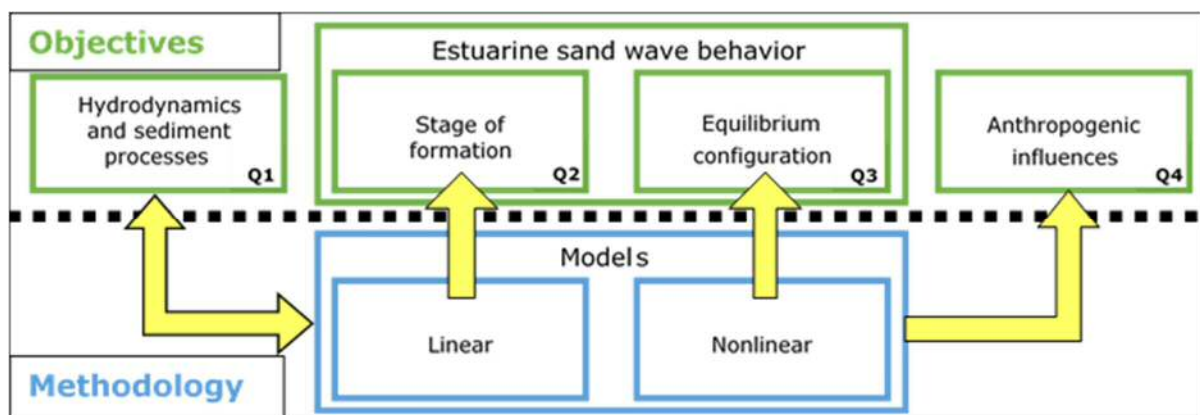 Objectives
Estuarine sand wave behavior
Hydrodynamics
and sediment
processes
Q1
Stage of
formation
Q2
Equilibrium
configuration
Q3
Anthropogenic
influences
Q4
Models
Linear
Nonlinear
Methodology